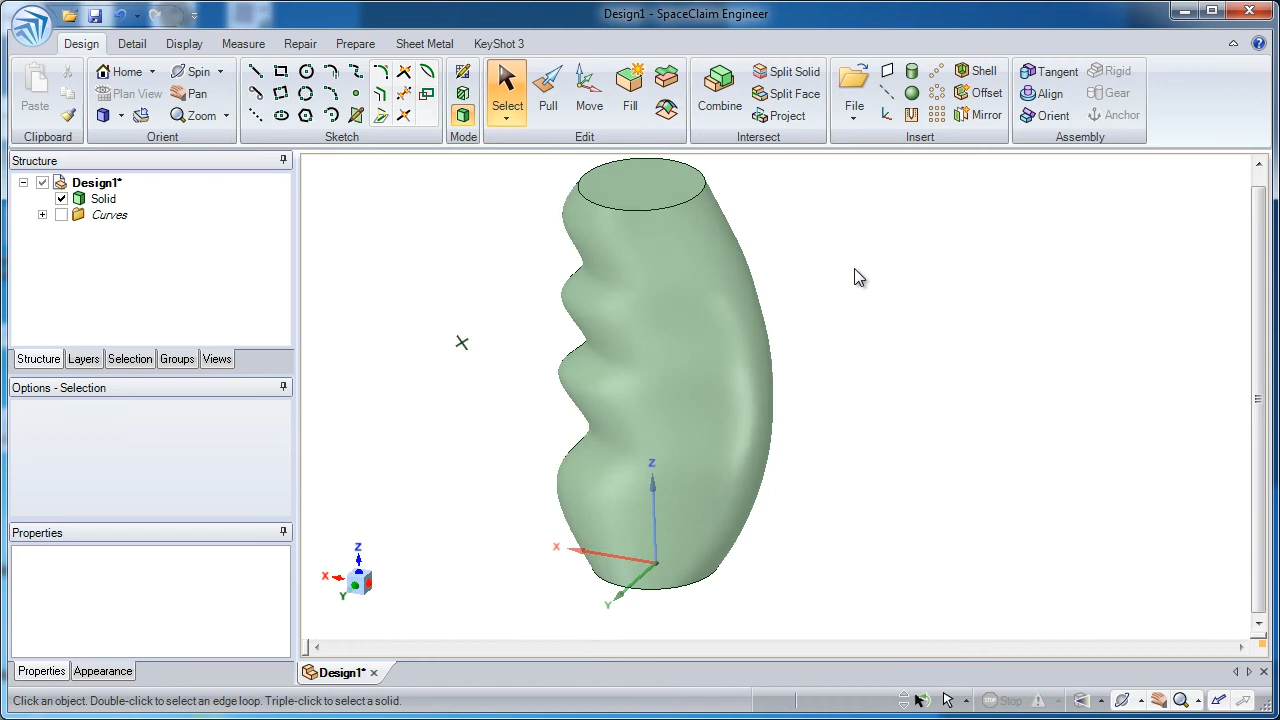 Design1 - SpaceClaim Engineer
Design Detail Display Measure Repair Prepare Sheet Metal KeyShot 3
Home Spin Split Solid Shell Tangent Rigid
Plan View Pan Split Face Offset Align Gear
Paste Zoom Select Pull Move Fill Combine Project File Mirror Orient Anchor
Clipboard Orient Sketch Mode Edit Intersect Insert Assembly
Structure
Design1*
Solid
Curves
Structure Layers Selection Groups Views
Options - Selection
Properties
Properties Appearance
Z
X
Y
Z
X
Y
Design1*
Click an object. Double-click to select an edge loop. Triple-click to select a solid.
Stop